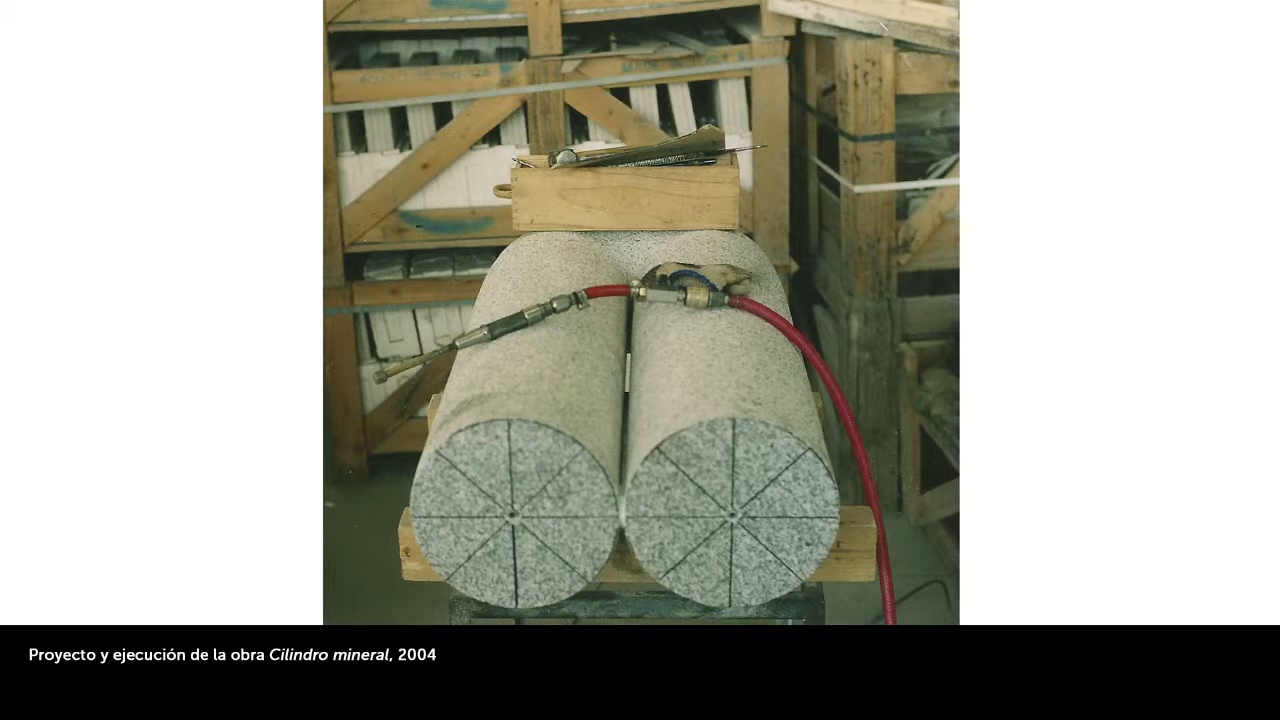 Proyecto y ejecución de la obra Cilindro mineral, 2004